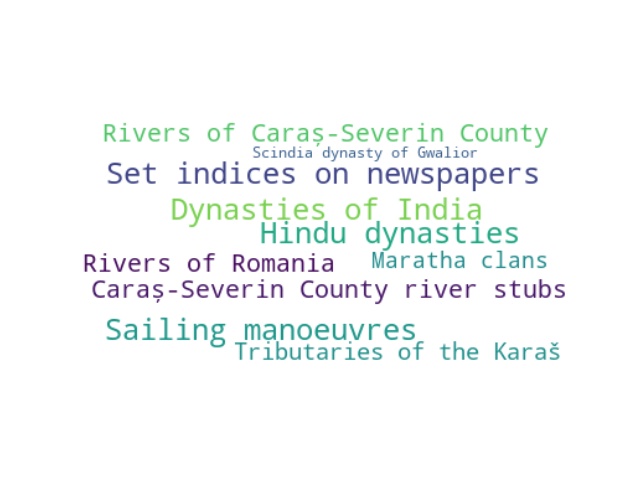 Rivers of Caraș-Severin County
Scindia dynasty of Gwalior
Set indices on newspapers
Dynasties of India
Hindu dynasties
Rivers of Romania
Maratha clans
Caraș-Severin County river stubs
Sailing manoeuvres
Tributaries of the Karaš